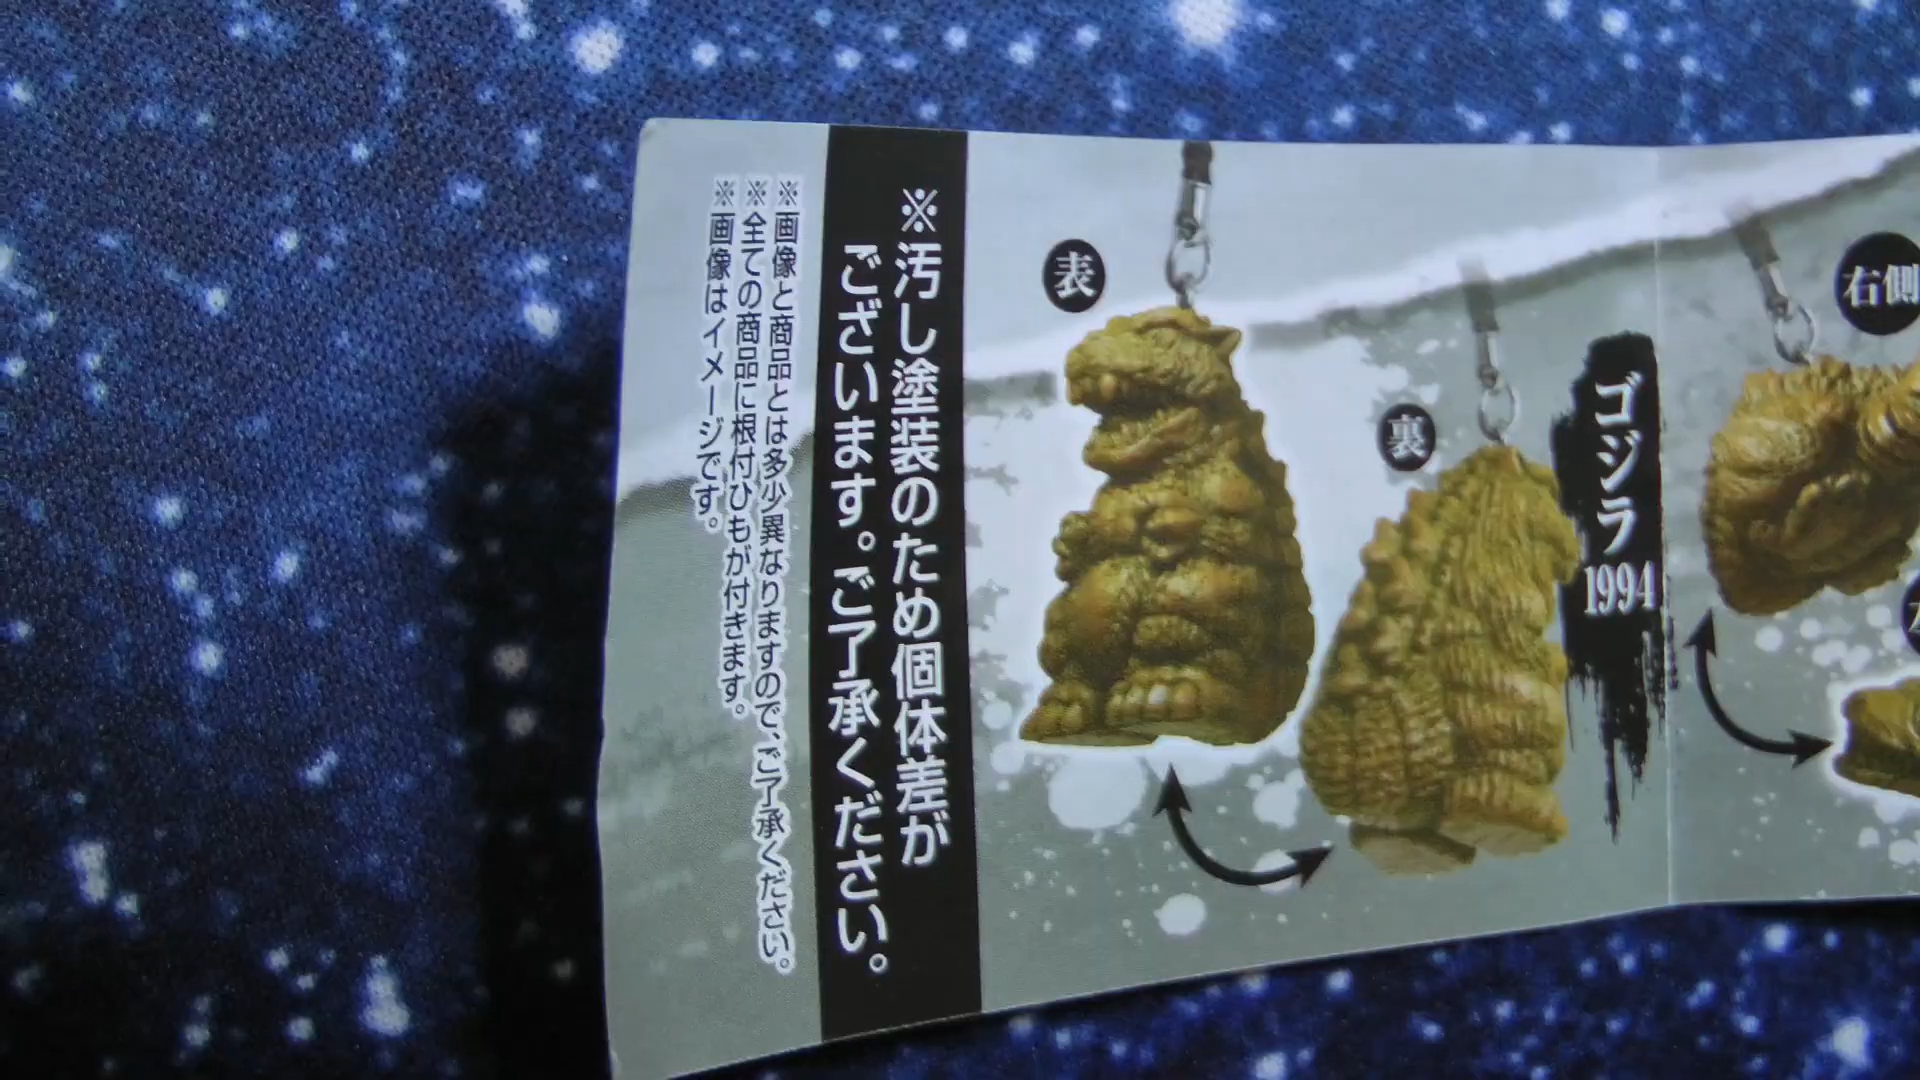 右側
ゴジラ
1994
表
裏
※汚し塗装のため個体差が
ございます。ご了承ください。
※画像と商品とは多少異なりますので、ご了承ください。
※全ての商品に根付ひもが付きます。
※画像はイメージです。